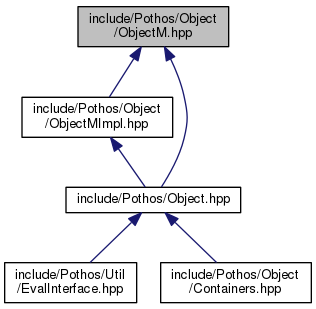 include/Pothos/Object
/ObjectM.hpp
include/Pothos/Object
/ObjectMImpl.hpp
include/Pothos/Object.hpp
include/Pothos/Util
/EvalInterface.hpp
include/Pothos/Object
/Containers.hpp